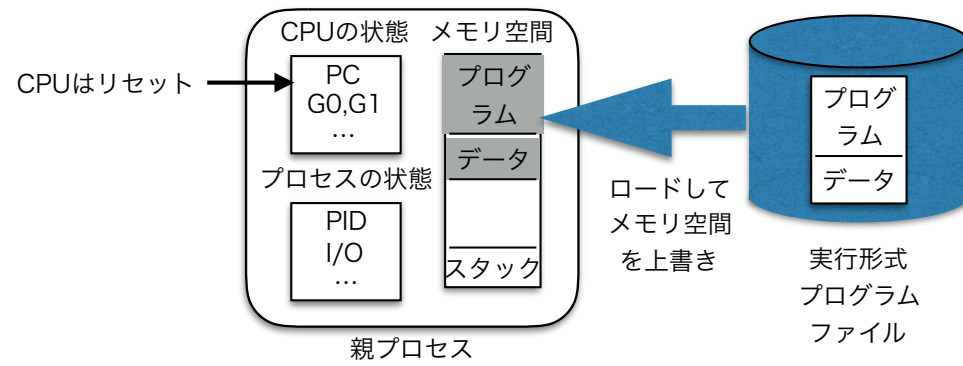 CPUの状態
メモリ空間
CPUはリセット
PC
G0,G1
…
プログ
ラム
データ
スタック
プロセスの状態
PID
I/O
…
親プロセス
ロードして
メモリ空間
を上書き
プログ
ラム
データ
実行形式
プログラム
ファイル